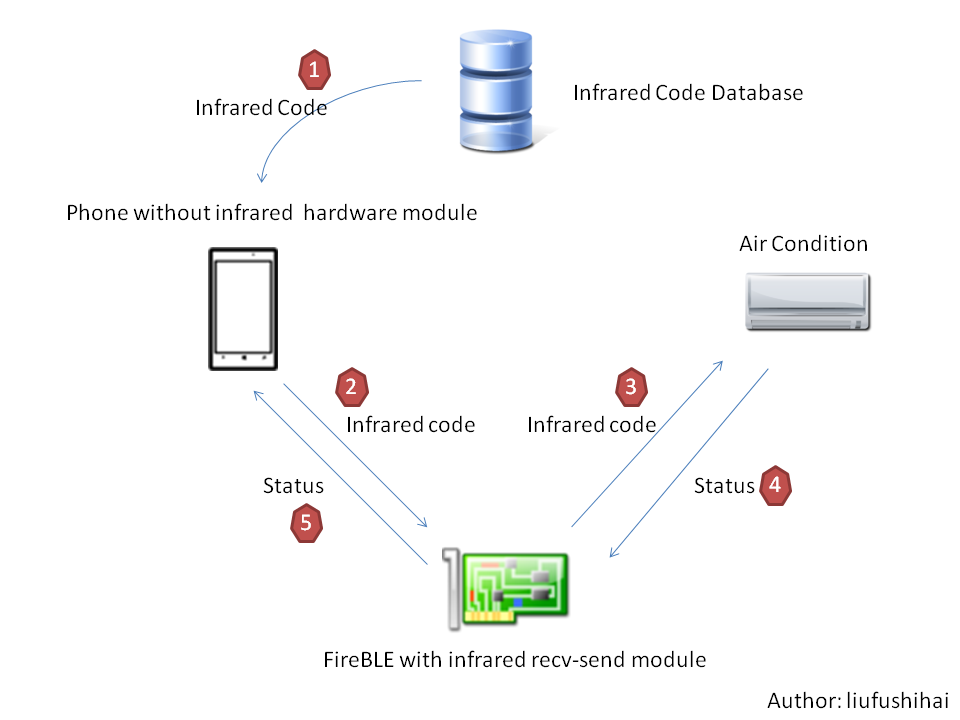 1
Infrared Code
Infrared Code Database
Phone without infrared  hardware module
Air Condition
2
Infrared code
3
Infrared code
Status
5
Status
4
FireBLE with infrared recv-send module
Author: liufushihai